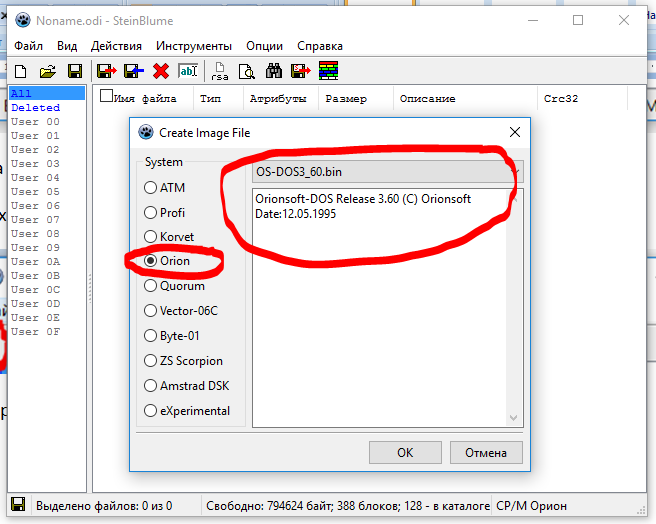 Noname.odi - SteinBlume
Файл Вид Действия Инструменты Опции Справка
rsa
All
Deleted
User 00
User 01
User 02
User 03
User 04
User 05
User 06
User 07
User 08
User 09
User 0A
User 0B
User 0C
User 0D
User 0E
User 0F
Имя файла Тип Атрибуты Размер Описание Crc32
Create Image File
System
ATM
Profi
Korvet
Orion
Quorum
Vector-06C
Byte-01
ZS Scorpion
Amstrad DSK
eXperimental
OS-DOS3_60.bin
Orionsoft-DOS Release 3.60 (C) Orionsoft
Date:12.05.1995
OK Отмена
Выделено файлов: 0 из 0 Свободно: 794624 байт; 388 блоков; 128 - в каталоге CP/M Орион